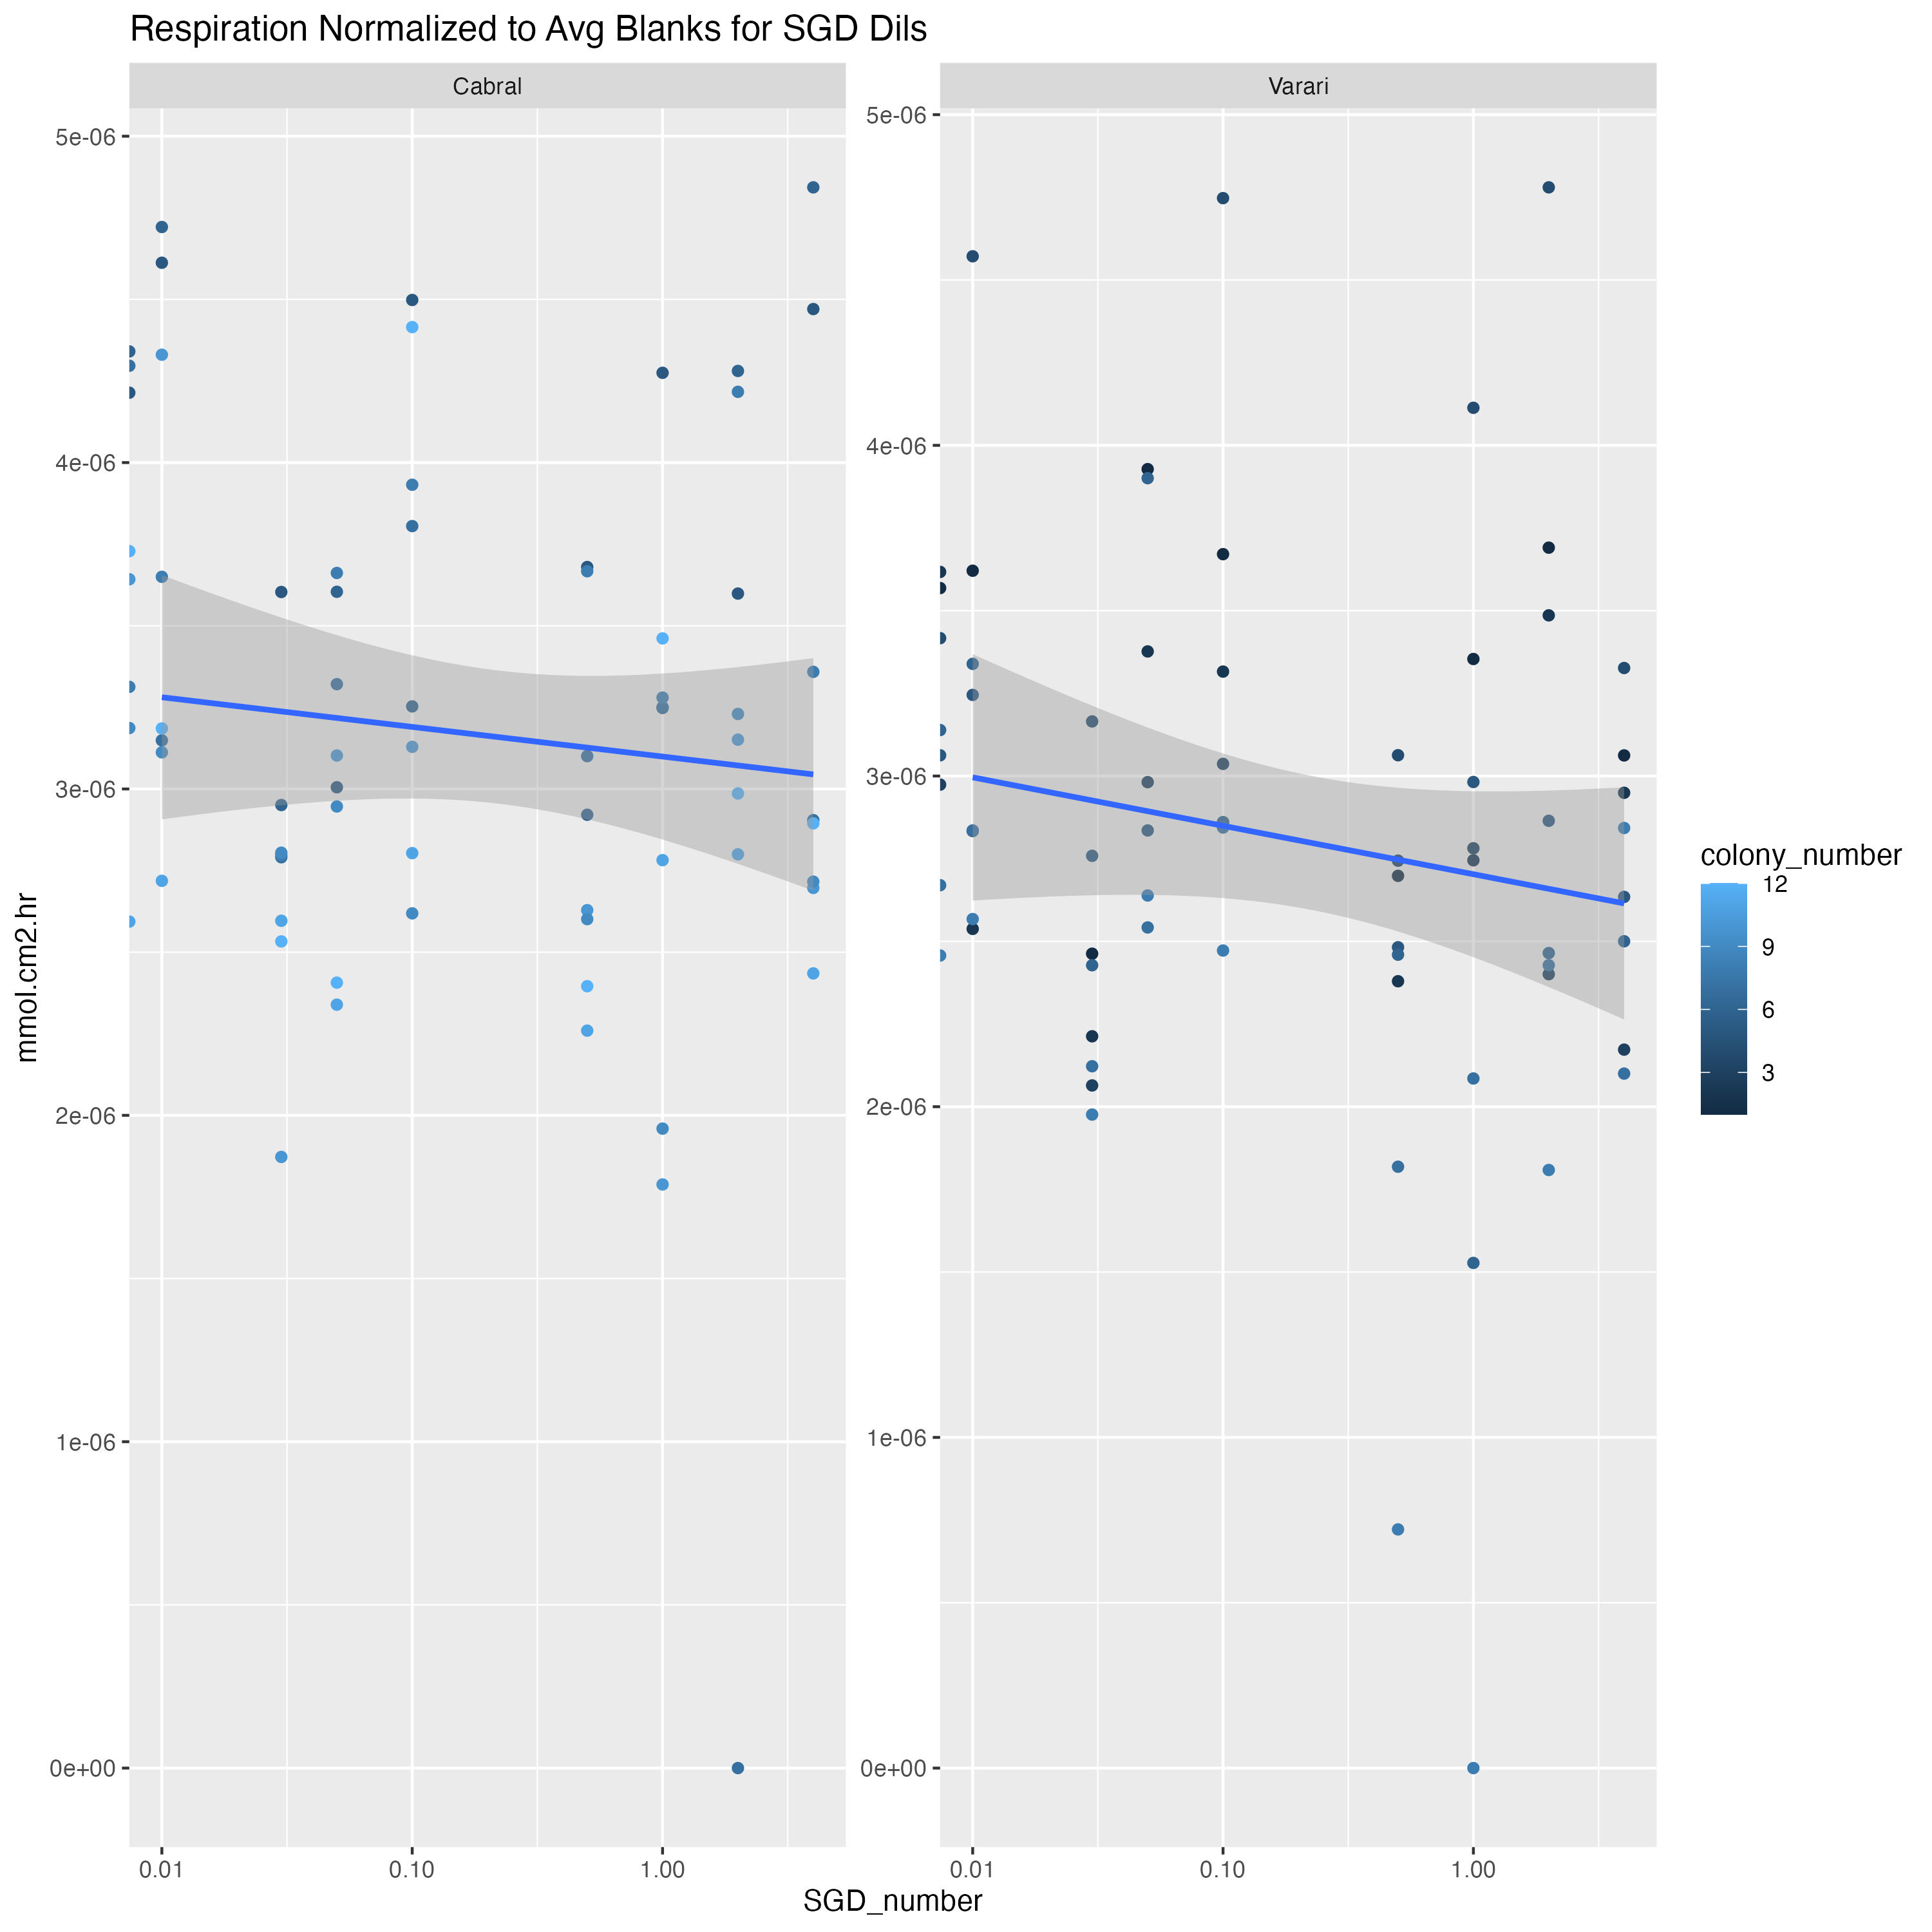 Respiration Normalized to Avg Blanks for SGD Dils
Cabral
Varari
5e-06
4e-06
3e-06
2e-06
1e-06
0e+00
5e-06
4e-06
3e-06
2e-06
1e-06
0e+00
mmol.cm2.hr
0.01
0.10
1.00
0.01
0.10
1.00
SGD_number
colony_number
12
9
6
3